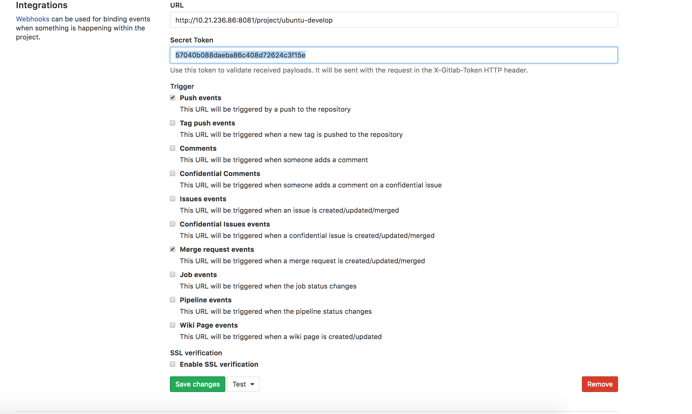 Integrations
Webhooks can be used for binding events
when something is happening within the
project.
URL
http://10.21.236.86:8081/project/ubuntu-develop
Secret Token
57040b088daeba86c408d72624c3f15e
Use this token to validate received payloads. It will be sent with the request in the X-Gitlab-Token HTTP header.
Trigger
Push events
This URL will be triggered by a push to the repository
Tag push events
This URL will be triggered when a new tag is pushed to the repository
Comments
This URL will be triggered when someone adds a comment
Confidential Comments
This URL will be triggered when someone adds a comment on a confidential issue
Issues events
This URL will be triggered when an issue is created/updated/merged
Confidential Issues events
This URL will be triggered when a confidential issue is created/updated/merged
Merge request events
This URL will be triggered when a merge request is created/updated/merged
Job events
This URL will be triggered when the job status changes
Pipeline events
This URL will be triggered when the pipeline status changes
Wiki Page events
This URL will be triggered when a wiki page is created/updated
SSL verification
Enable SSL verification
Save changes
Test
Remove